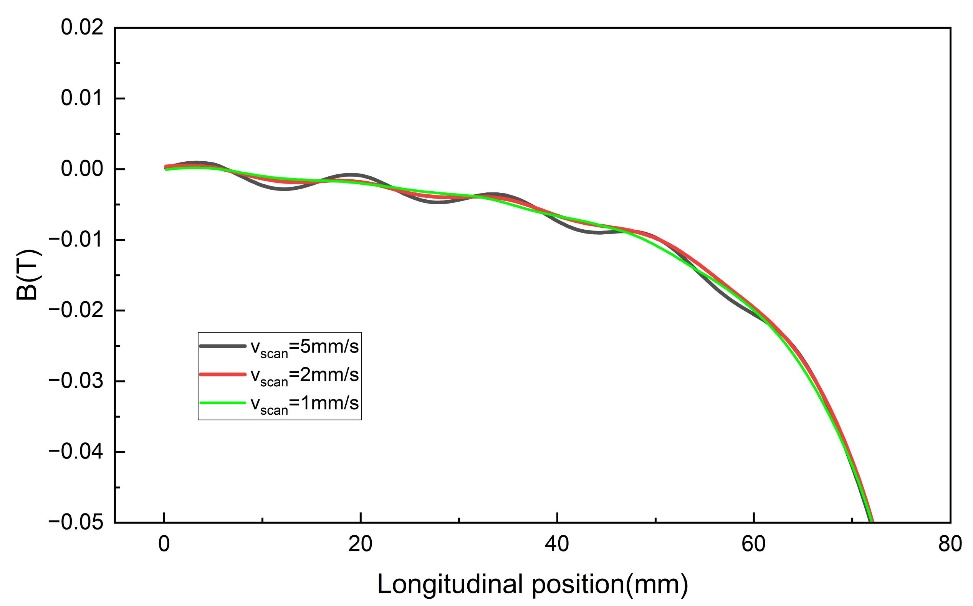 0.02
0.01
0.00
−0.01
−0.02
−0.03
−0.04
−0.05
B(T)
vscan=5mm/s
vscan=2mm/s
vscan=1mm/s
0 20 40 60 80
Longitudinal position(mm)